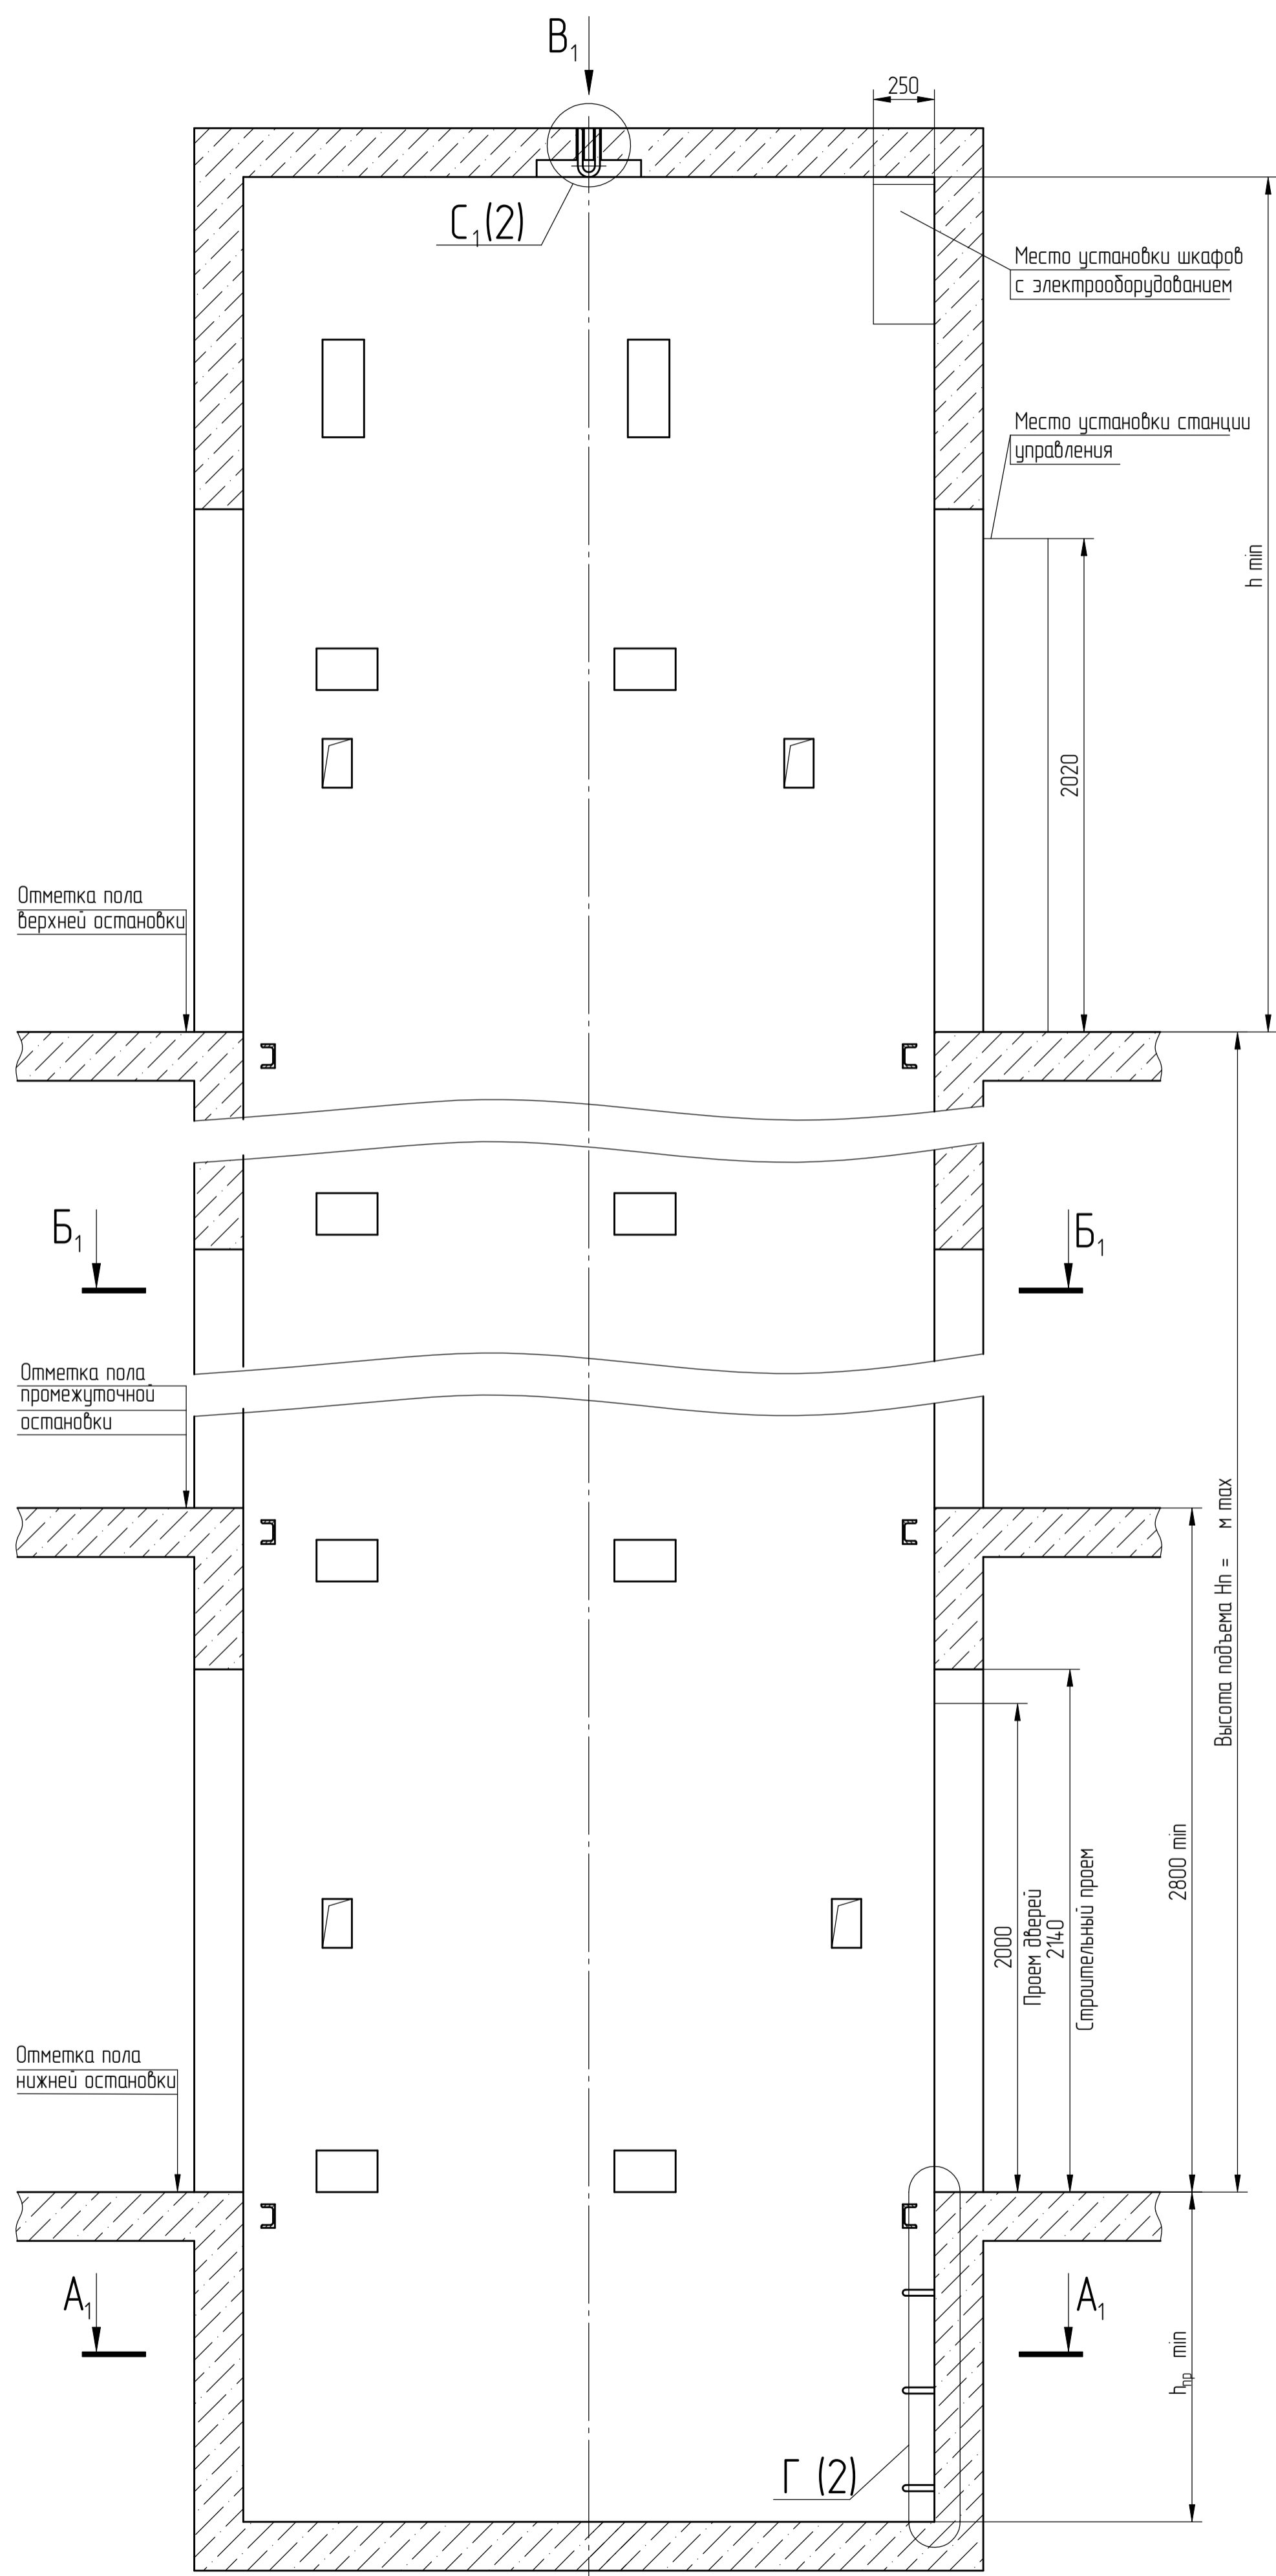 В₁
250
С₁(2)
Место установки шкафов
с электрооборудованием
Место установки станции
управления
h min
2020
Отметка пола
верхней остановки
Б₁
Б₁
Отметка пола
промежуточной
остановки
Высота подъема Нп = м max
2800 min
2000
Проем дверей
2140
Строительный проем
Отметка пола
нижней остановки
А₁
А₁
hпр min
Г (2)